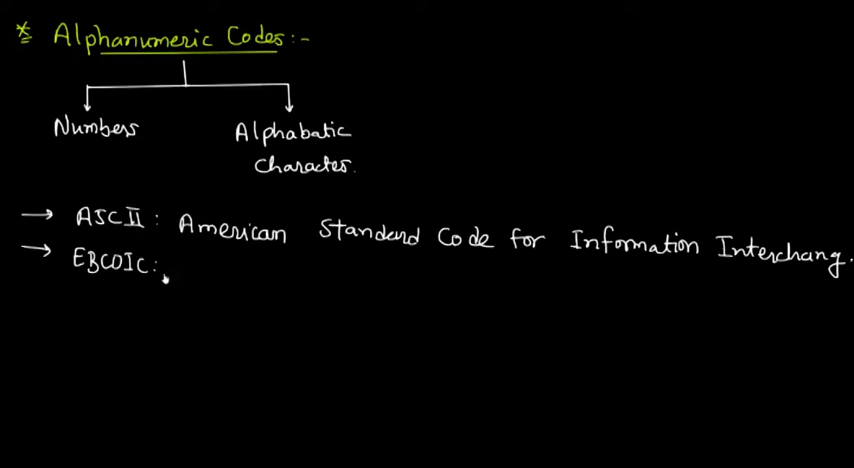 * Alphanumeric Codes:-
Numbers
Alphabatic
Character.
→ ASCII: American Standard Code for Information Interchang.
→ EBCDIC: